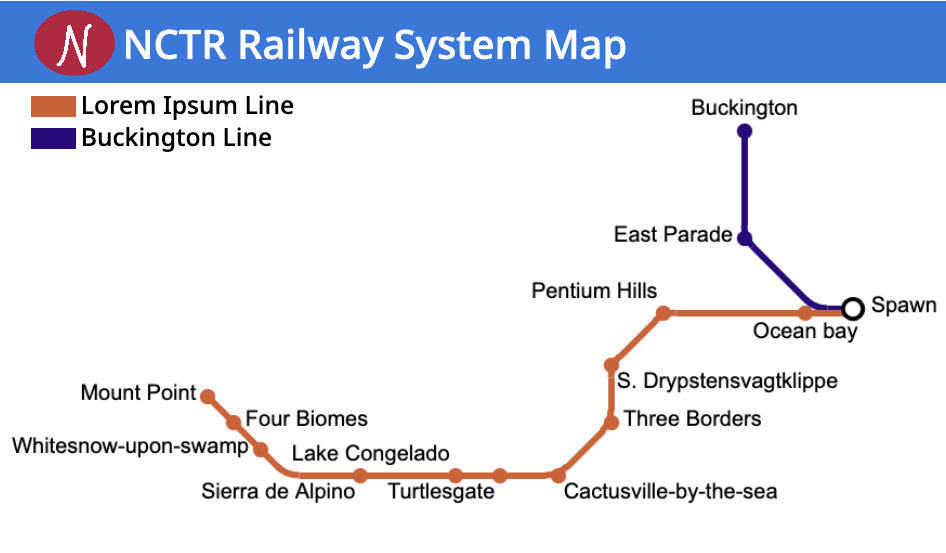 N NCTR Railway System Map
Lorem Ipsum Line
Buckington Line
Buckington
East Parade
Pentium Hills
Spawn
Ocean bay
S. Drypstensvagtklippe
Mount Point
Four Biomes
Three Borders
Whitesnow-upon-swamp
Lake Congelado
Sierra de Alpino
Turtlesgate
Cactusville-by-the-sea